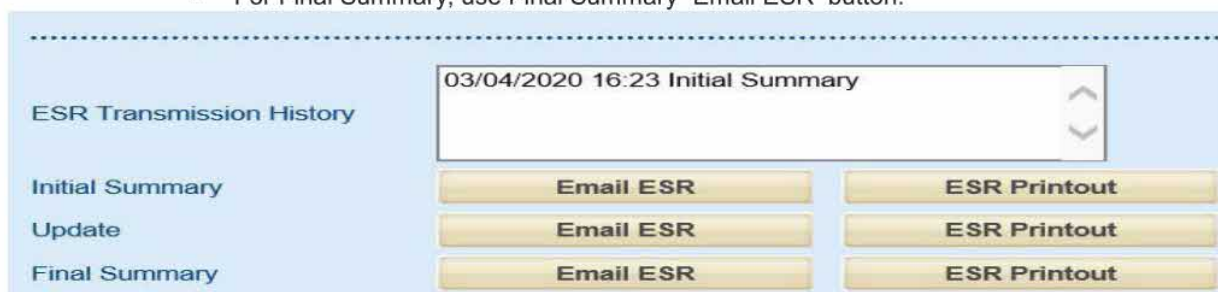 For Final Summary, use Final Summary "Email ESR" button.
03/04/2020 16:23 Initial Summary
ESR Transmission History
Initial Summary Email ESR ESR Printout
Update Email ESR ESR Printout
Final Summary Email ESR ESR Printout